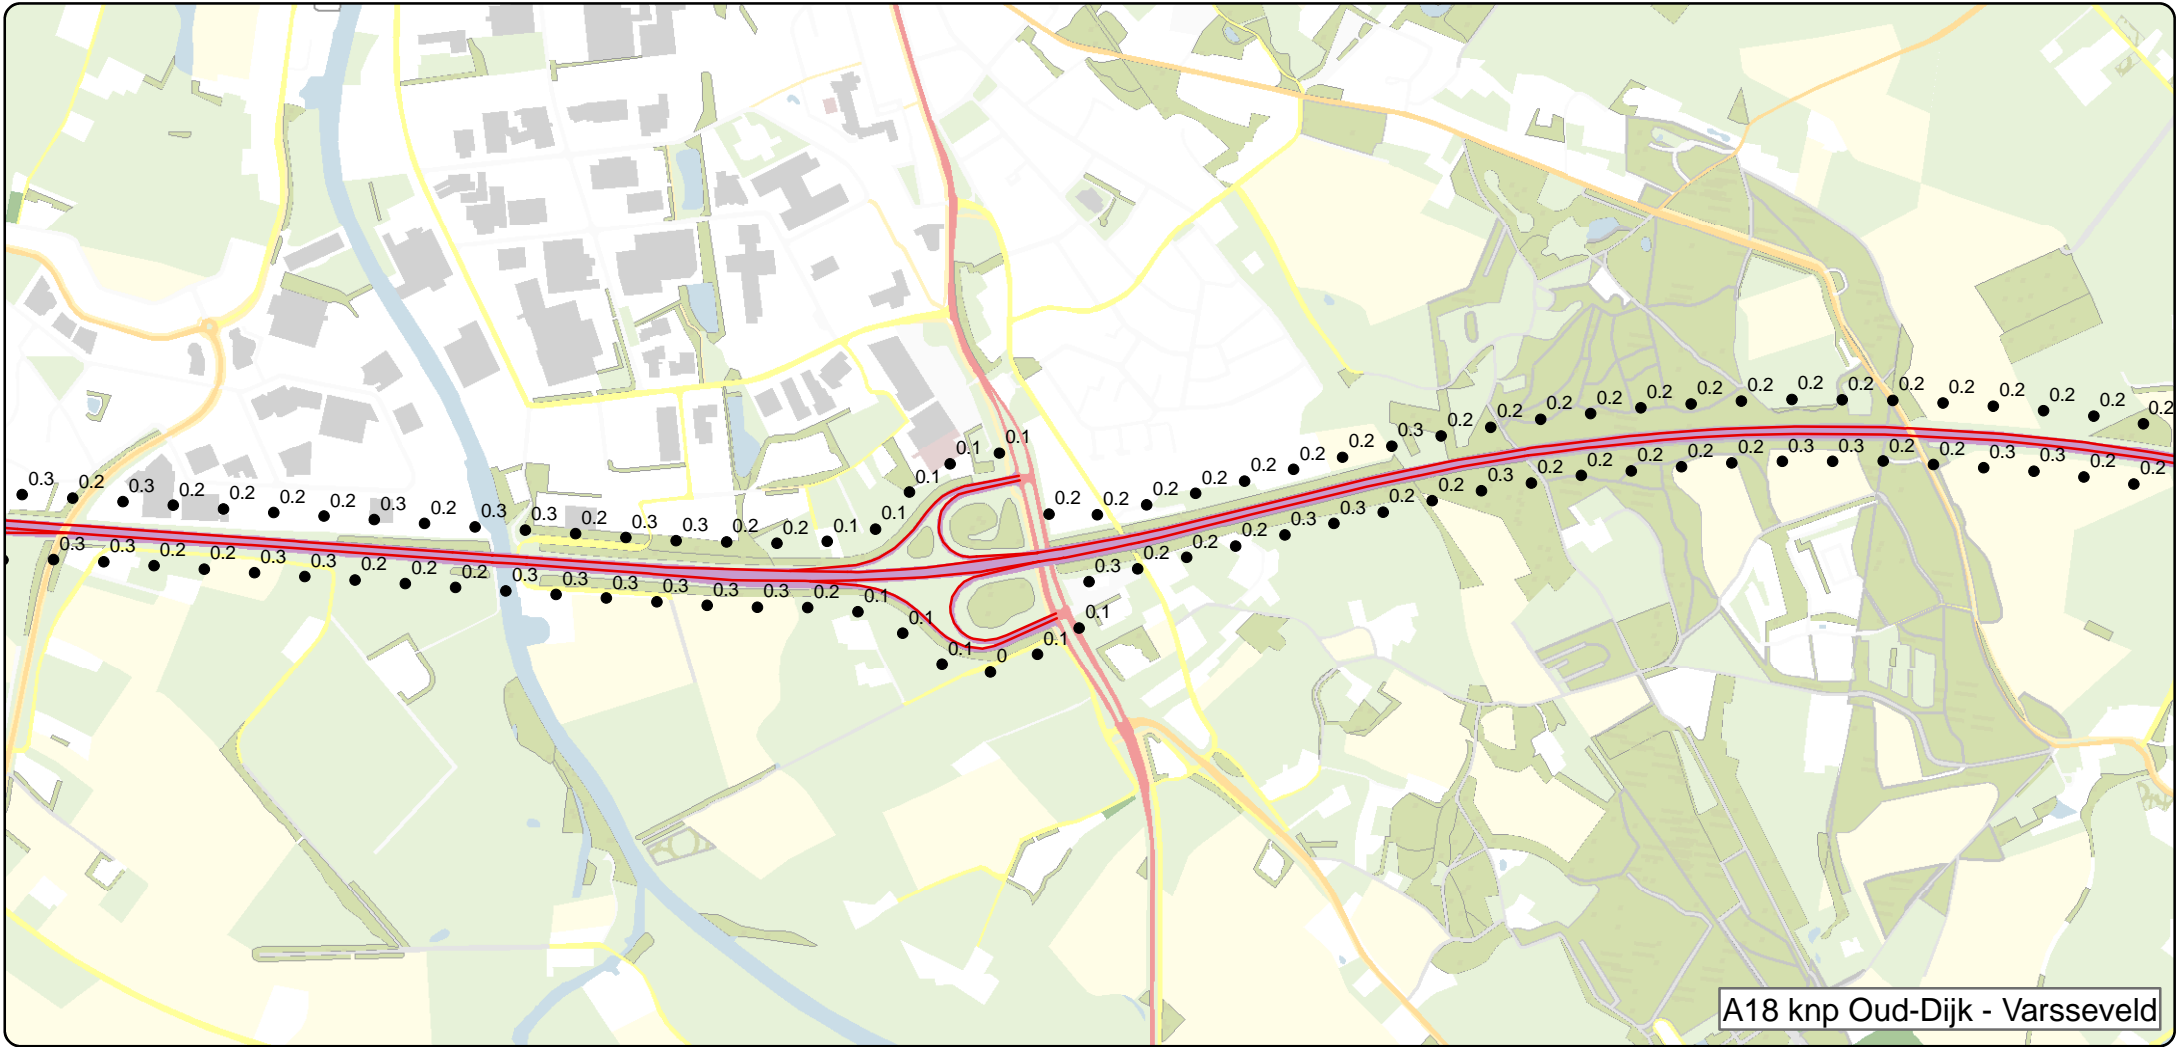 0.3 0.2 0.3 0.2 0.2 0.2 0.2 0.3 0.2 0.3 0.3 0.2 0.3 0.3 0.2 0.2 0.1 0.1 0.1 0.1 0.1
0.2 0.2 0.2 0.2 0.2 0.2 0.2 0.3 0.2 0.2 0.2 0.2 0.2 0.2 0.2 0.2 0.2 0.2 0.2 0.2 0.2 0.2 0.2
0.3 0.3 0.2 0.2 0.3 0.3 0.2 0.2 0.2 0.3 0.3 0.3 0.3 0.3 0.3 0.2 0.1 0.1 0.1 0 0.1 0.1
0.3 0.2 0.2 0.2 0.3 0.3 0.2 0.2 0.3 0.2 0.2 0.2 0.2 0.2 0.3 0.3 0.2 0.2 0.3 0.3 0.2 0.2
A18 knp Oud-Dijk - Varsseveld